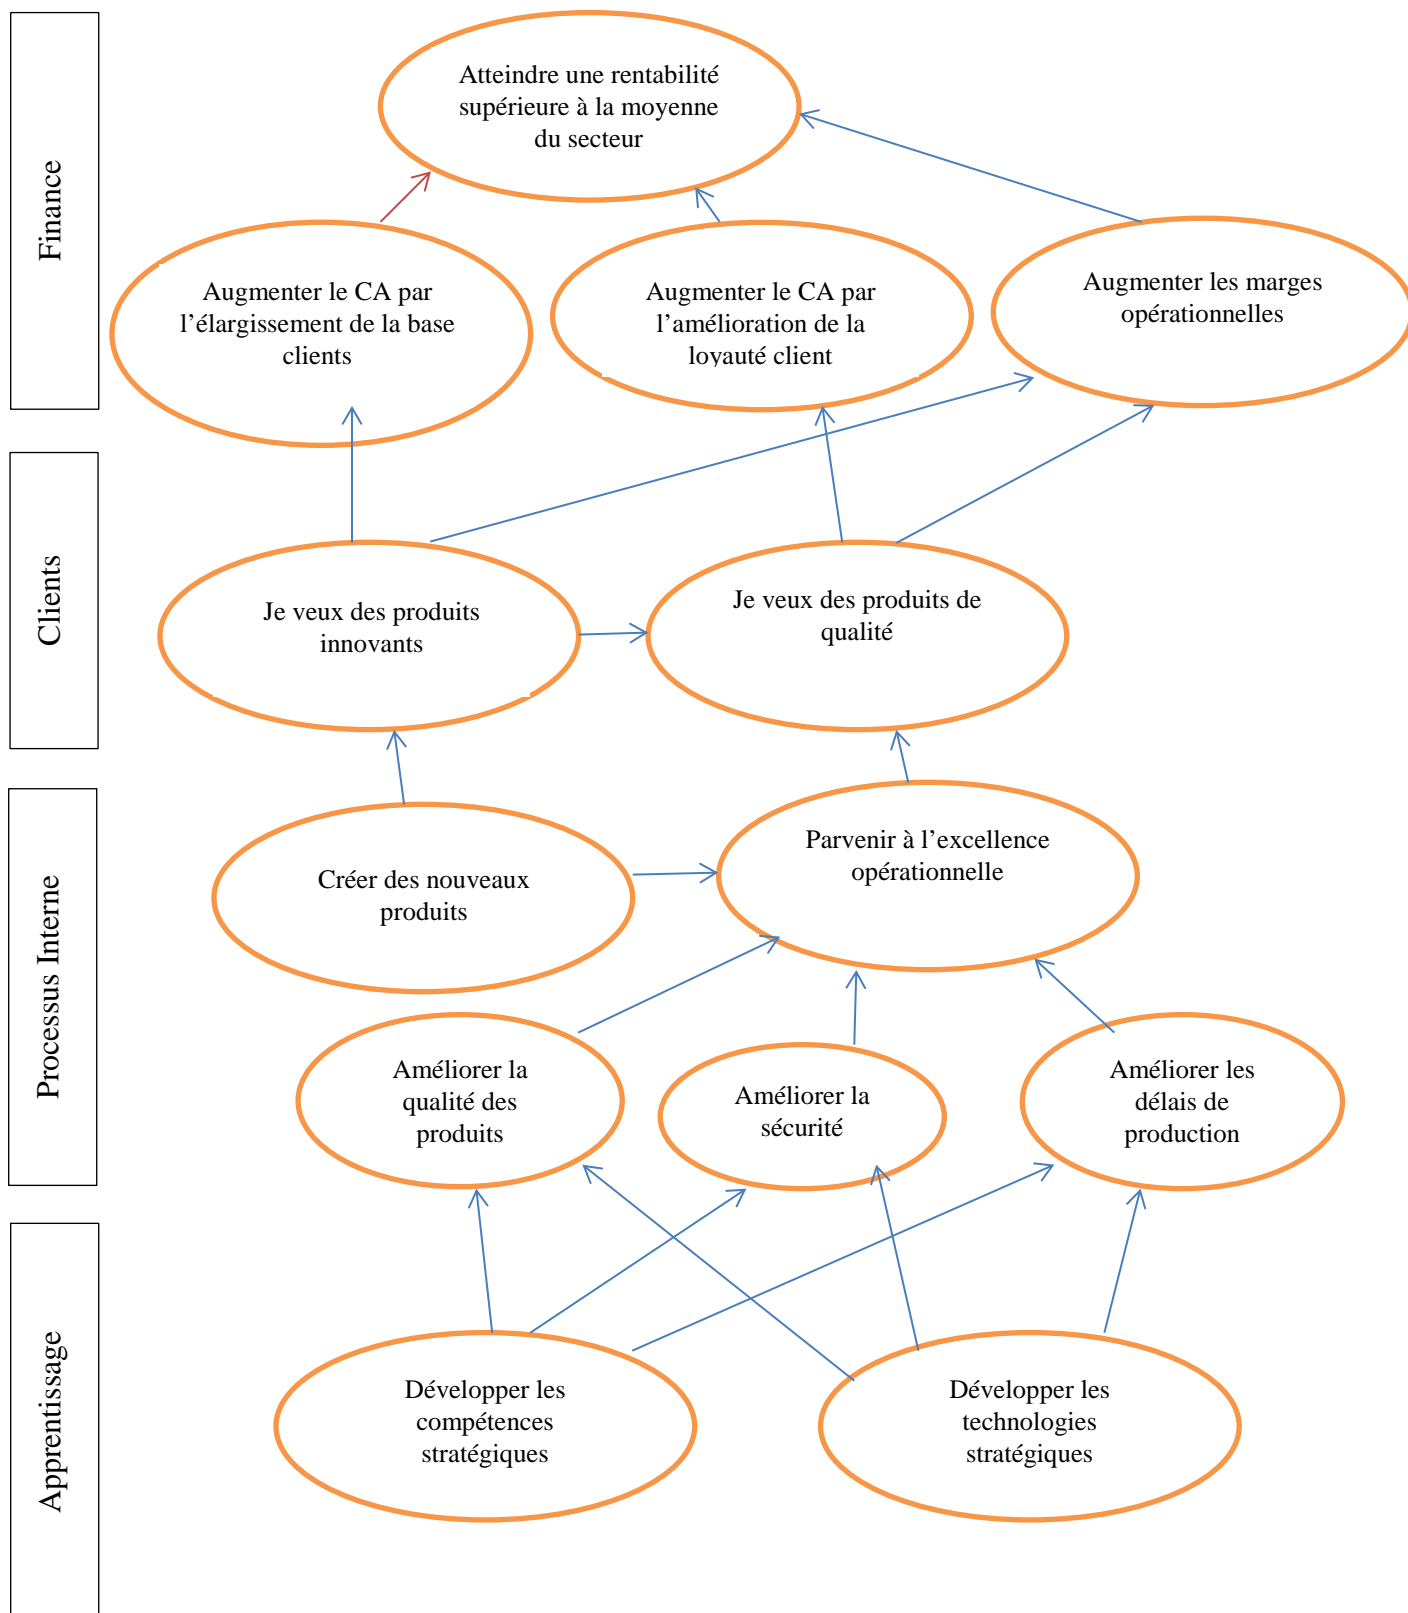 Finance
Atteindre une rentabilité
supérieure à la moyenne
du secteur
Augmenter le CA par
l’élargissement de la base
clients
Augmenter le CA par
l’amélioration de la
loyauté client
Augmenter les marges
opérationnelles
Clients
Je veux des produits
innovants
Je veux des produits de
qualité
Processus Interne
Créer des nouveaux
produits
Parvenir à l’excellence
opérationnelle
Améliorer la
qualité des
produits
Améliorer la
sécurité
Améliorer les
délais de
production
Apprentissage
Développer les
compétences
stratégiques
Développer les
technologies
stratégiques